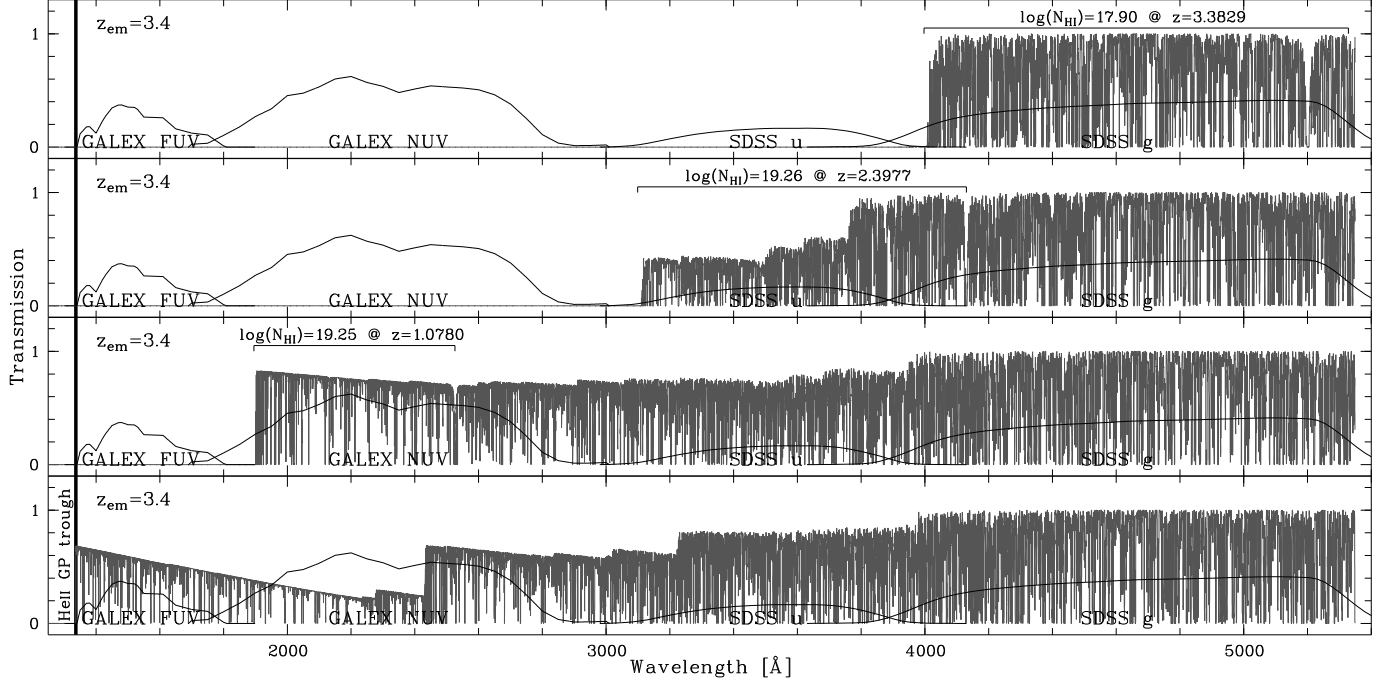 z_em=3.4
log(N_HI)=17.90 @ z=3.3829
1
0
GALEX FUV
GALEX NUV
SDSS u
SDSS g
z_em=3.4
log(N_HI)=19.26 @ z=2.3977
1
0
GALEX FUV
GALEX NUV
SDSS u
SDSS g
Transmission
z_em=3.4
log(N_HI)=19.25 @ z=1.0780
1
0
GALEX FUV
GALEX NUV
SDSS u
SDSS g
HeII GP trough
z_em=3.4
1
0
GALEX FUV
GALEX NUV
SDSS u
SDSS g
2000 3000 4000 5000
Wavelength [Å]